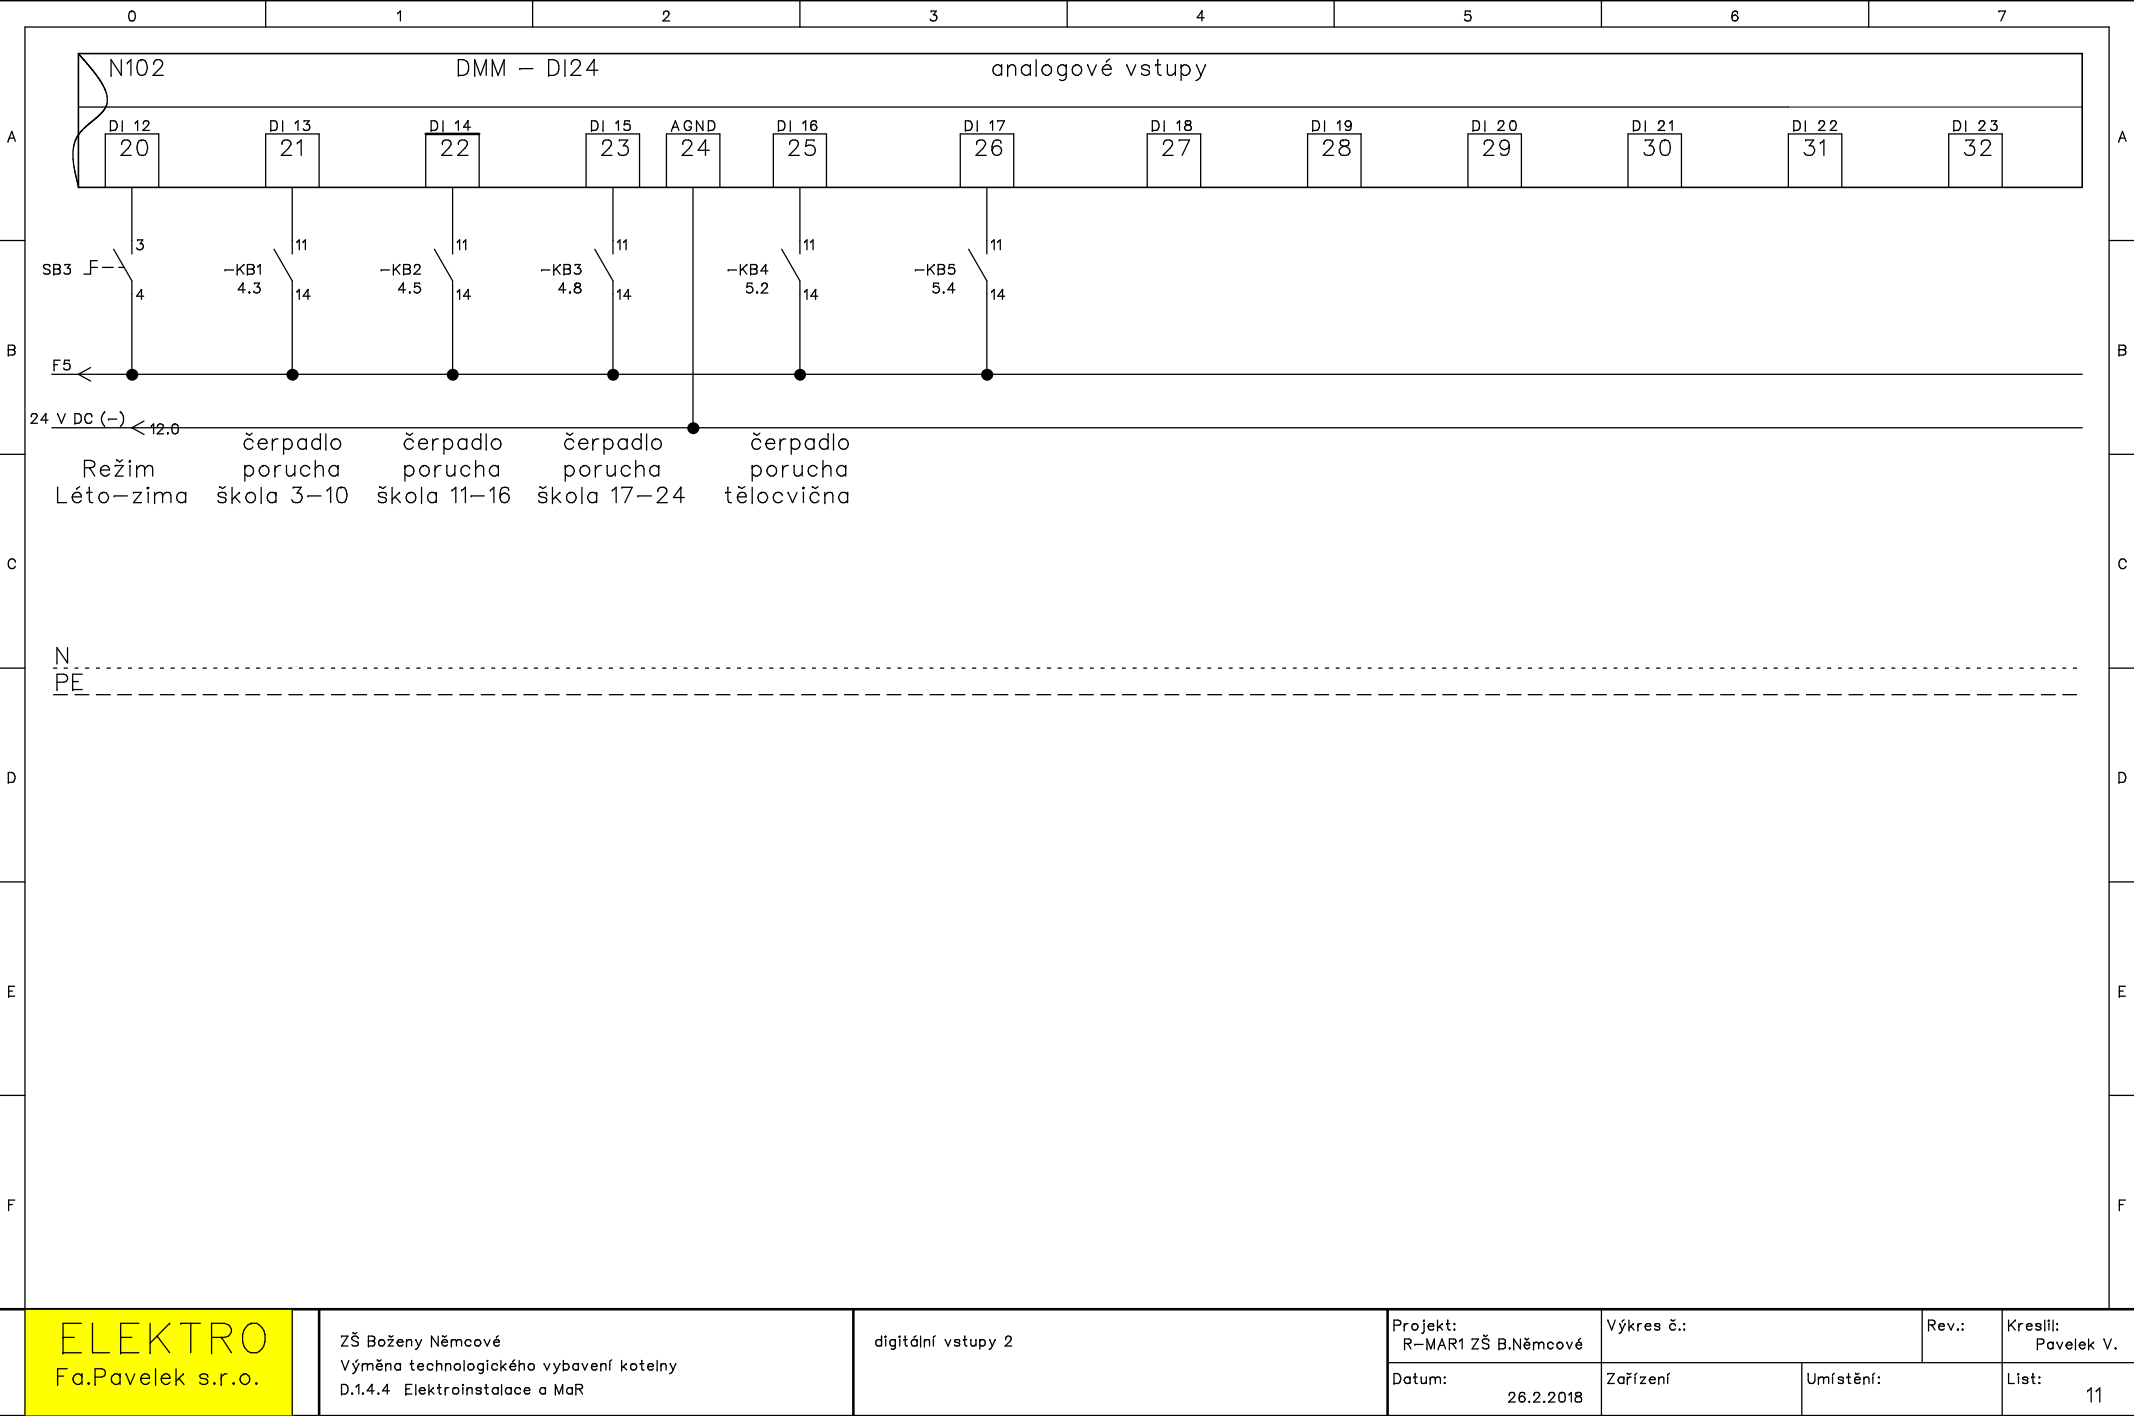 0 1 2 3 4 5 6 7
N102 DMM – DI24 analogové vstupy
A A
DI 12 DI 13 DI 14 DI 15 AGND DI 16 DI 17 DI 18 DI 19 DI 20 DI 21 DI 22 DI 23
20 21 22 23 24 25 26 27 28 29 30 31 32
3 11 11 11 11 11
SB3 -KB1 -KB2 -KB3 -KB4 -KB5
4.3 4.5 4.8 5.2 5.4
4 14 14 14 14 14
B B
F5
24 V DC (-) 12.0
čerpadlo čerpadlo čerpadlo čerpadlo
Režim porucha porucha porucha porucha
Léto-zima škola 3-10 škola 11-16 škola 17-24 tělocvična
C C
N
PE
D D
E E
F F
ELEKTRO
Fa.Pavelek s.r.o.
ZŠ Boženy Němcové
Výměna technologického vybavení kotelny
D.1.4.4 Elektroinstalace a MaR
digitální vstupy 2
Projekt:
R-MAR1 ZŠ B.Němcové
Výkres č.:
Rev.:
Kreslil:
Pavelek V.
Datum:
26.2.2018
Zařízení
Umístění:
List:
11